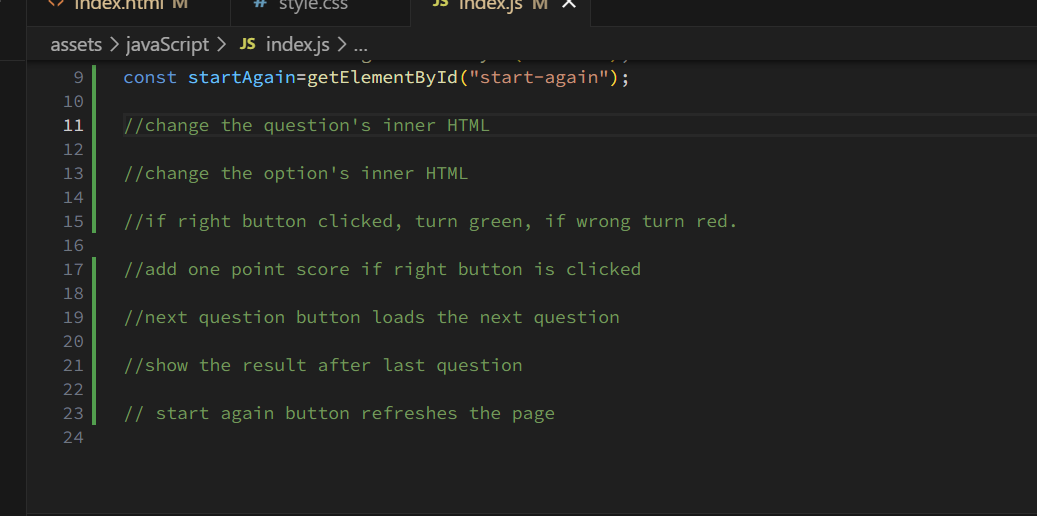 index.html M
# style.css
JS index.js M ×
assets > javaScript > JS index.js > ...
9 const startAgain=getElementById("start-again");
10
11 //change the question's inner HTML
12
13 //change the option's inner HTML
14
15 //if right button clicked, turn green, if wrong turn red.
16
17 //add one point score if right button is clicked
18
19 //next question button loads the next question
20
21 //show the result after last question
22
23 // start again button refreshes the page
24